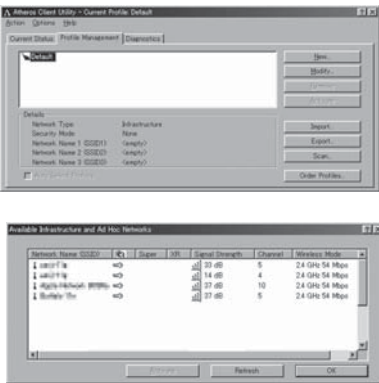 Atheros Client Utility - Current Profile: Default
Action Options Help
Current Status Profile Management Diagnostics
Default
New...
Modify...
Details
Network Type: Infrastructure
Security Mode: None
Network Name 1 (SSID1): <empty>
Network Name 2 (SSID2): <empty>
Network Name 3 (SSID3): <empty>
Import...
Export...
Scan...
Order Profiles...
Available Infrastructure and Ad Hoc Networks
Network Name (SSID) Super XR Signal Strength Channel Wireless Mode
33 dB 5 2.4 GHz 54 Mbps
14 dB 4 2.4 GHz 54 Mbps
37 dB 10 2.4 GHz 54 Mbps
27 dB 5 2.4 GHz 54 Mbps
Refresh
OK